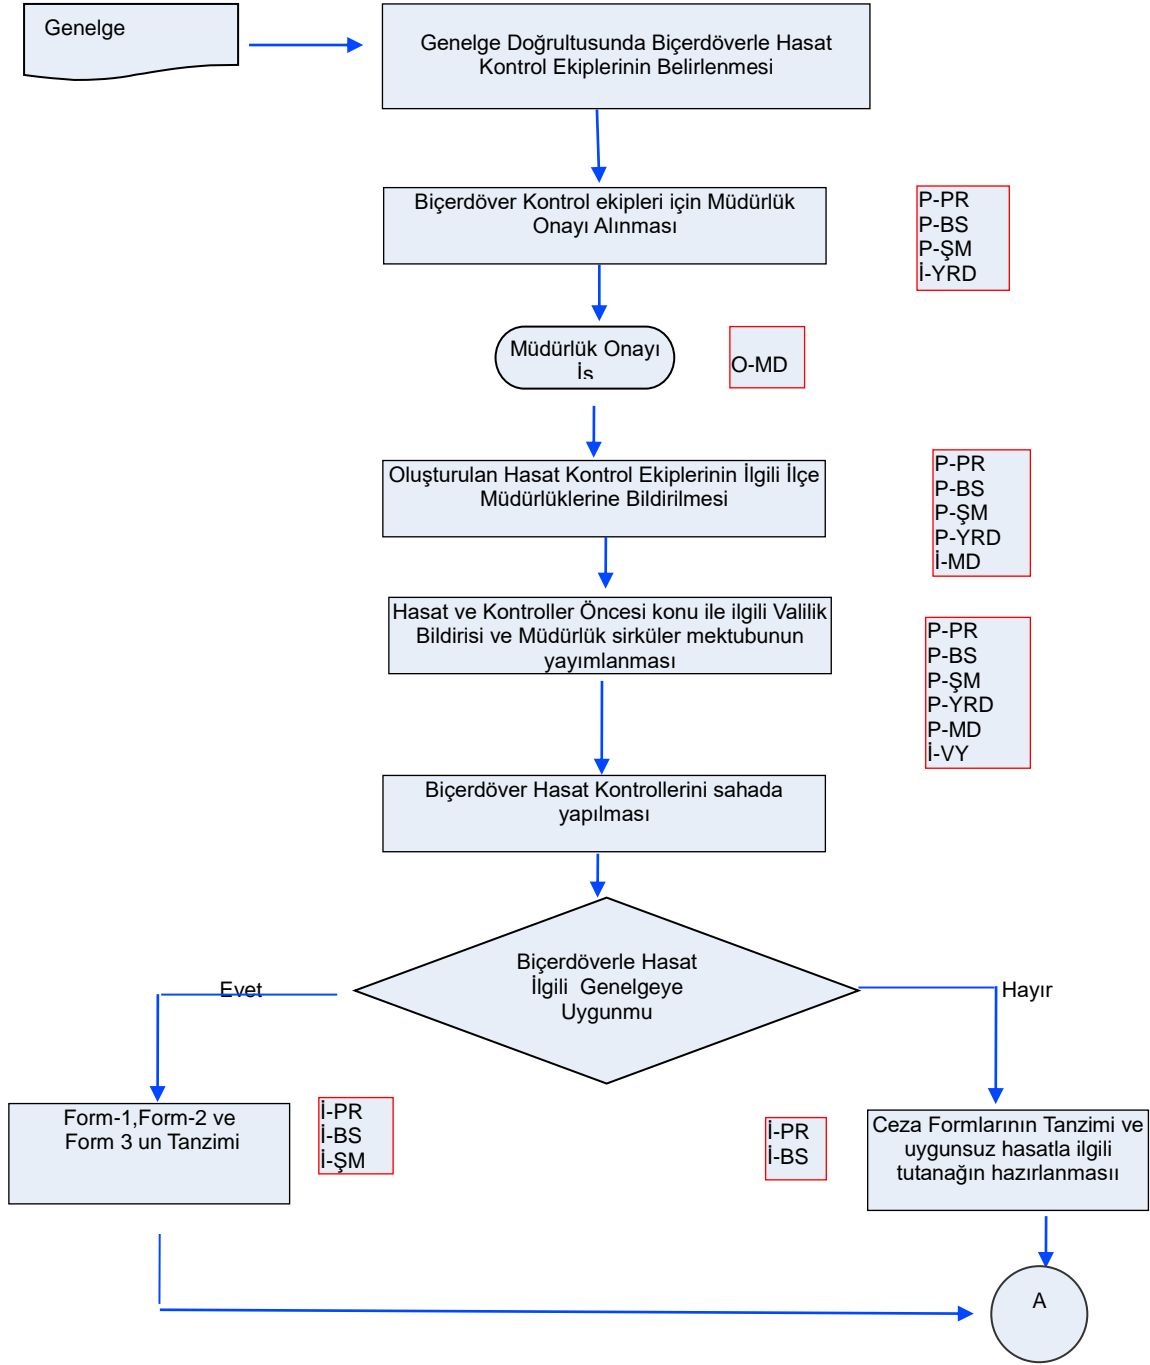 Genelge
Genelge Doğrultusunda Biçerdöverle Hasat
Kontrol Ekiplerinin Belirlenmesi
Biçerdöver Kontrol ekipleri için Müdürlük
Onayı Alınması
P-PR
P-BS
P-ŞM
İ-YRD
Müdürlük Onayı
O-MD
Oluşturulan Hasat Kontrol Ekiplerinin İlgili İlçe
Müdürlüklerine Bildirilmesi
P-PR
P-BS
P-ŞM
P-YRD
İ-MD
Hasat ve Kontroller Öncesi konu ile ilgili Valilik
Bildirisi ve Müdürlük sirküler mektubunun
yayımlanması
P-PR
P-BS
P-ŞM
P-YRD
P-MD
İ-VY
Biçerdöver Hasat Kontrollerini sahada
yapılması
Biçerdöverle Hasat
İlgili Genelgeye
Uygunmu
Evet
Hayır
Form-1,Form-2 ve
Form 3 un Tanzimi
İ-PR
İ-BS
İ-ŞM
İ-PR
İ-BS
Ceza Formlarının Tanzimi ve
uygunsuz hasatla ilgili
tutanağın hazırlanmasıı
A